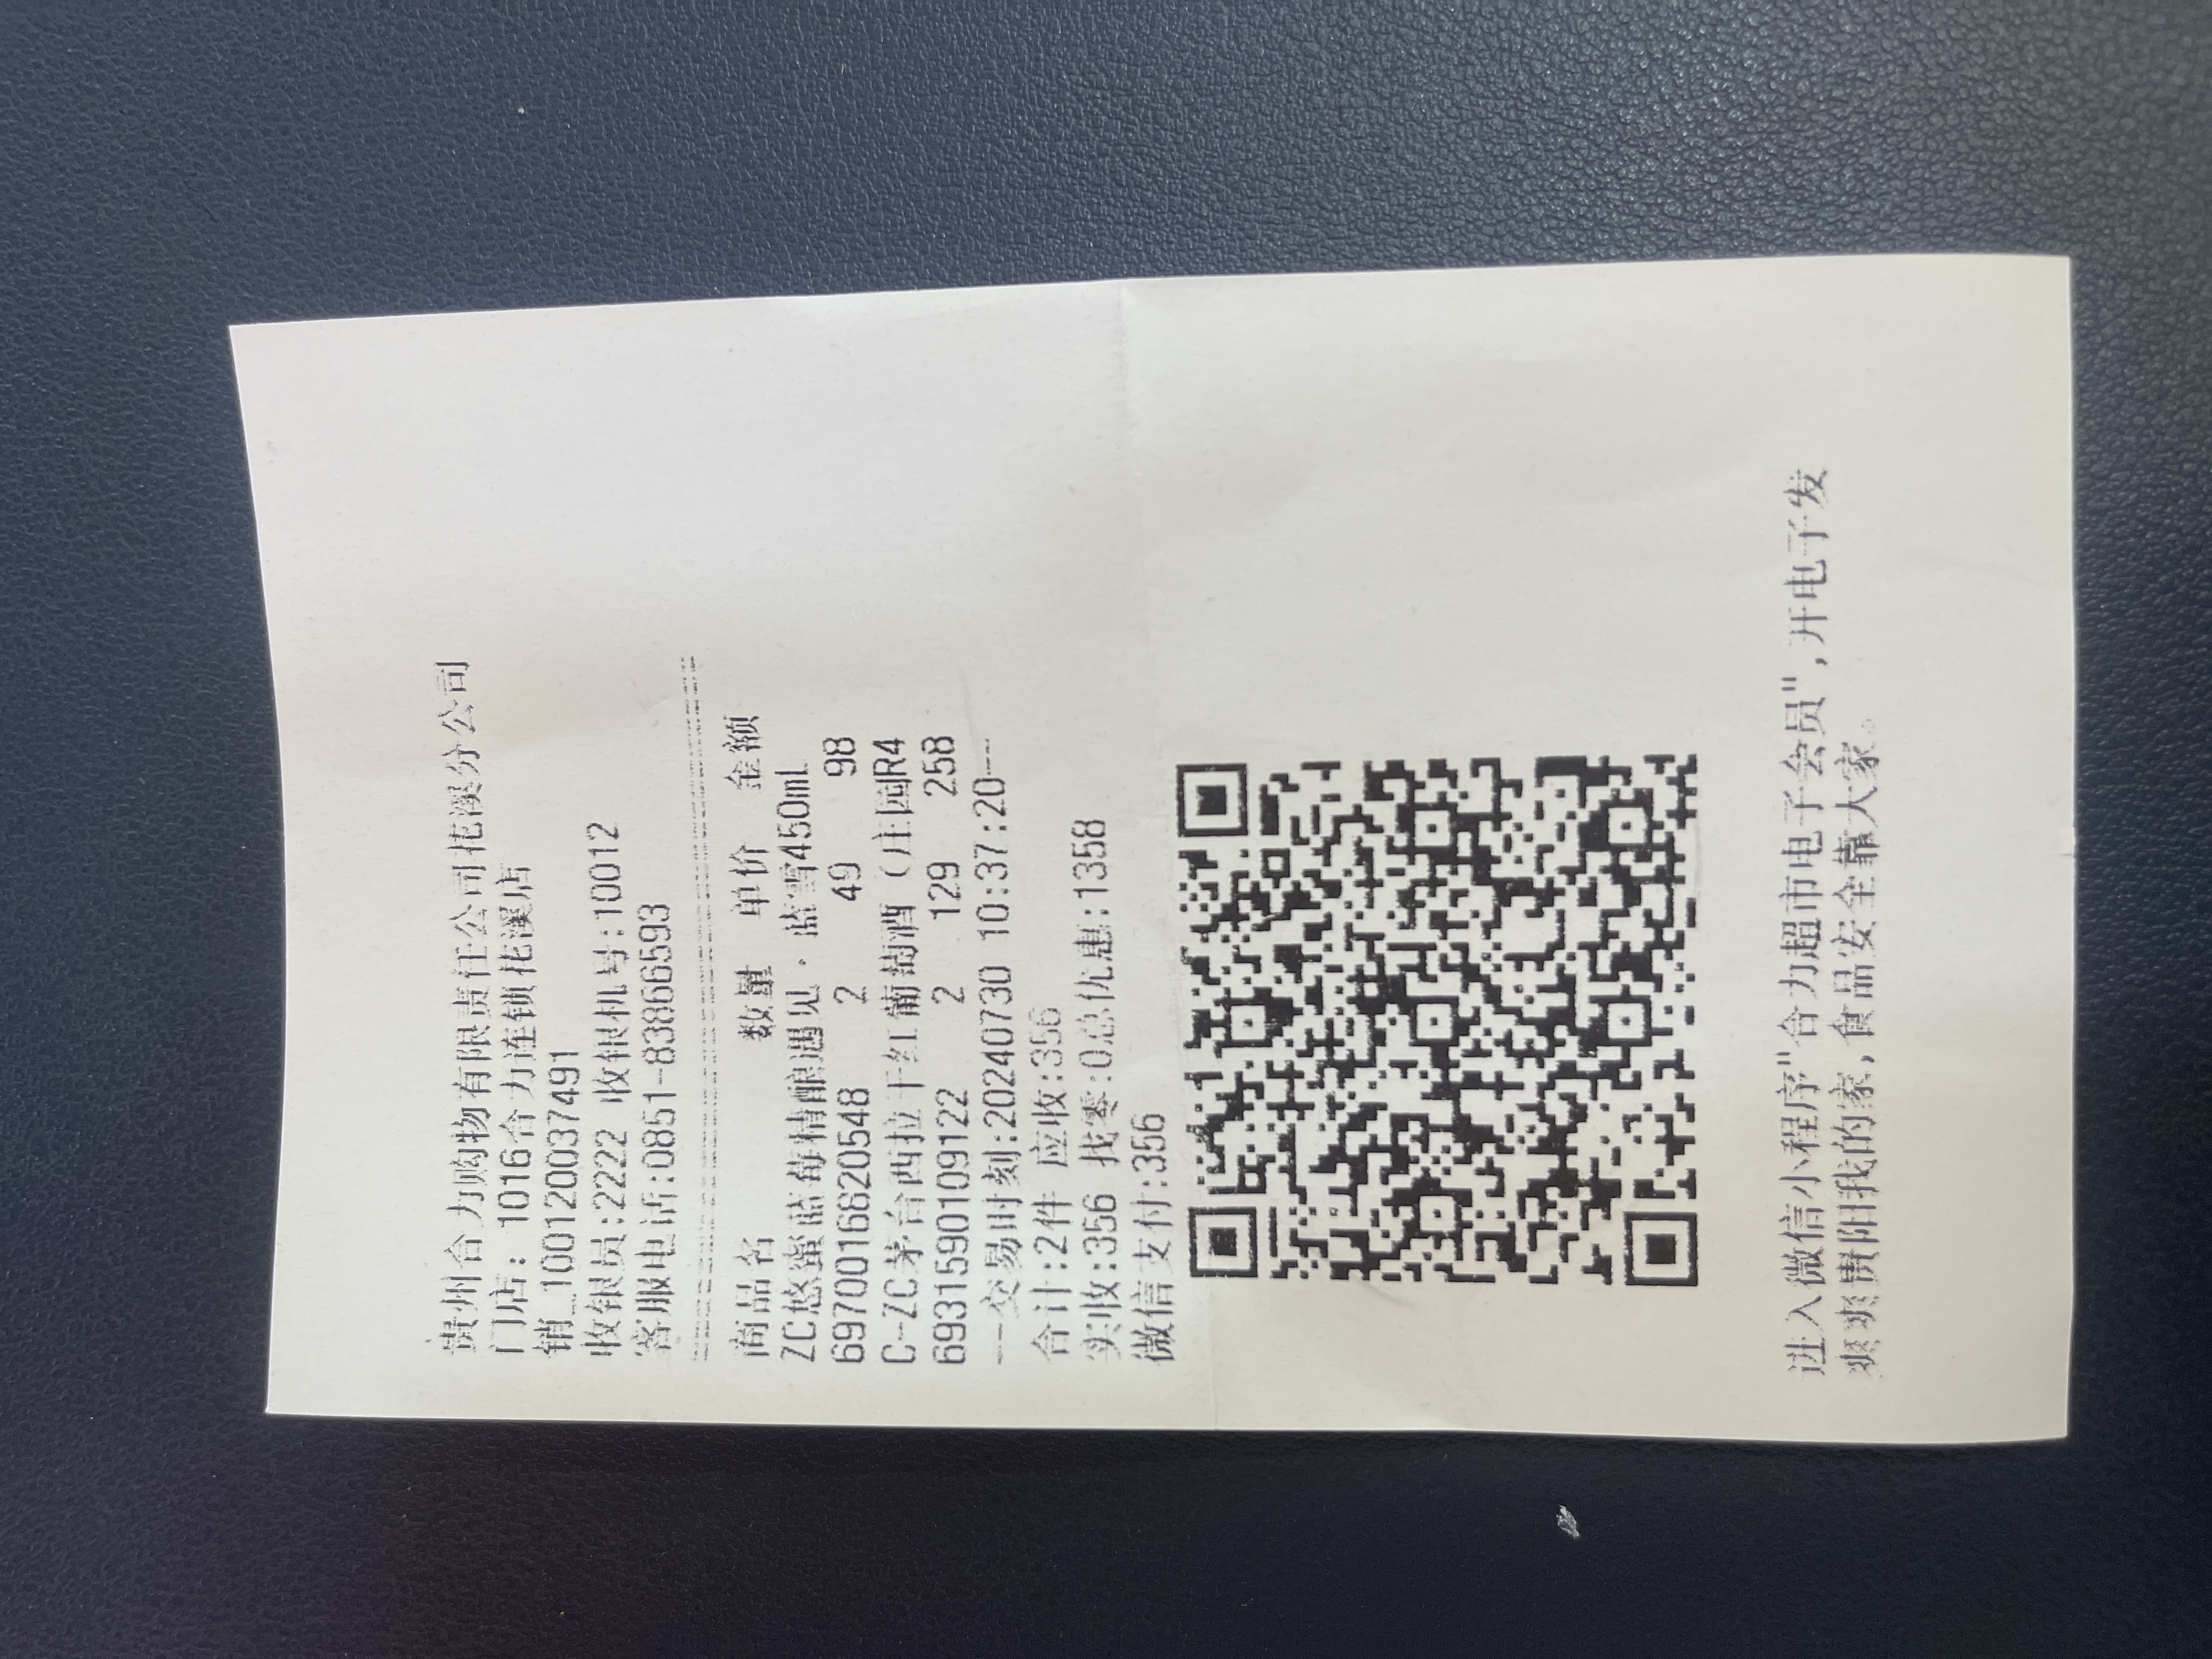 贵州合力购物有限责任公司花溪分公司
门店: 1016合力连锁花溪店
销_100120037491
收银员:2222 收银机号:10012
客服电话:0851-83866593
商品名 数量 单价 金额
ZC悠蜜蓝莓精酿遇见·蓝雪450mL
6970016620548 2 49 98
C-ZC茅台西拉干红葡萄酒(庄园R4
6931590109122 2 129 258
---交易时刻:20240730 10:37:20---
合计:2件 应收:356
实收:356 找零:0总优惠:1358
微信支付:356
进入微信小程序"合力超市电子会员",开电子发
爽爽贵阳我的家,食品安全靠大家。